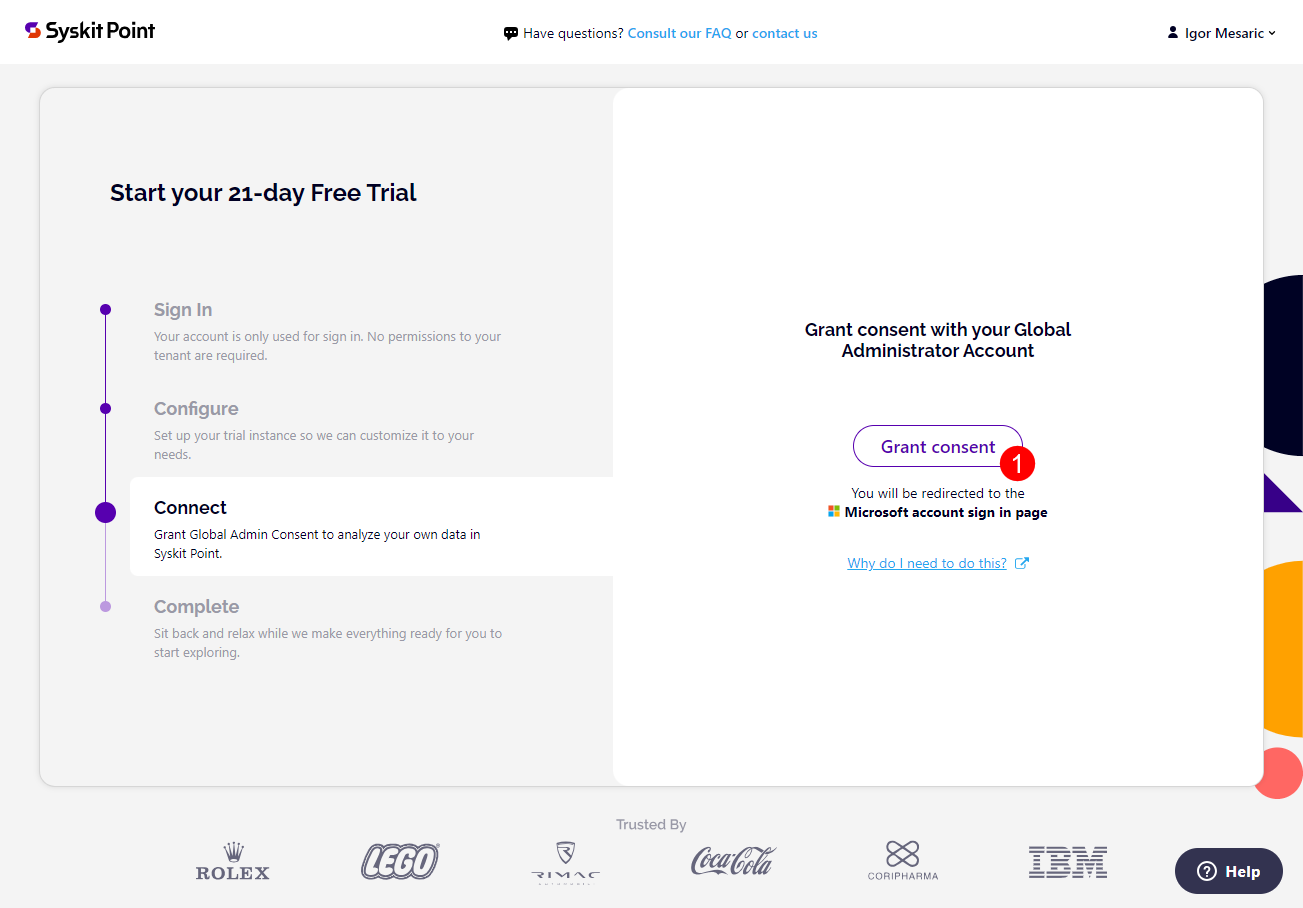 Syskit Point
Have questions? Consult our FAQ or contact us
Igor Mesaric
Start your 21-day Free Trial
Sign In
Your account is only used for sign in. No permissions to your
tenant are required.
Configure
Set up your trial instance so we can customize it to your
needs.
Connect
Grant Global Admin Consent to analyze your own data in
Syskit Point.
Complete
Sit back and relax while we make everything ready for you to
start exploring.
Grant consent with your Global
Administrator Account
Grant consent
1
You will be redirected to the
Microsoft account sign in page
Why do I need to do this?
Trusted By
ROLEX
LEGO
RIMAC
Coca-Cola
CORIPHARMA
IBM
Help